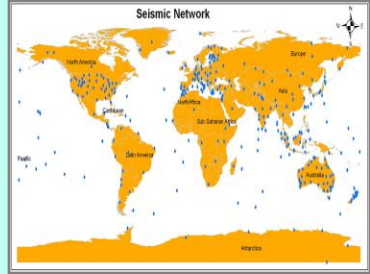 Seismic Network
N
W
E
S
Europe
North America
Asia
North Africa
Caribbean
Sub Saharan Africa
Latin America
Pacific
Australia
Antarctica